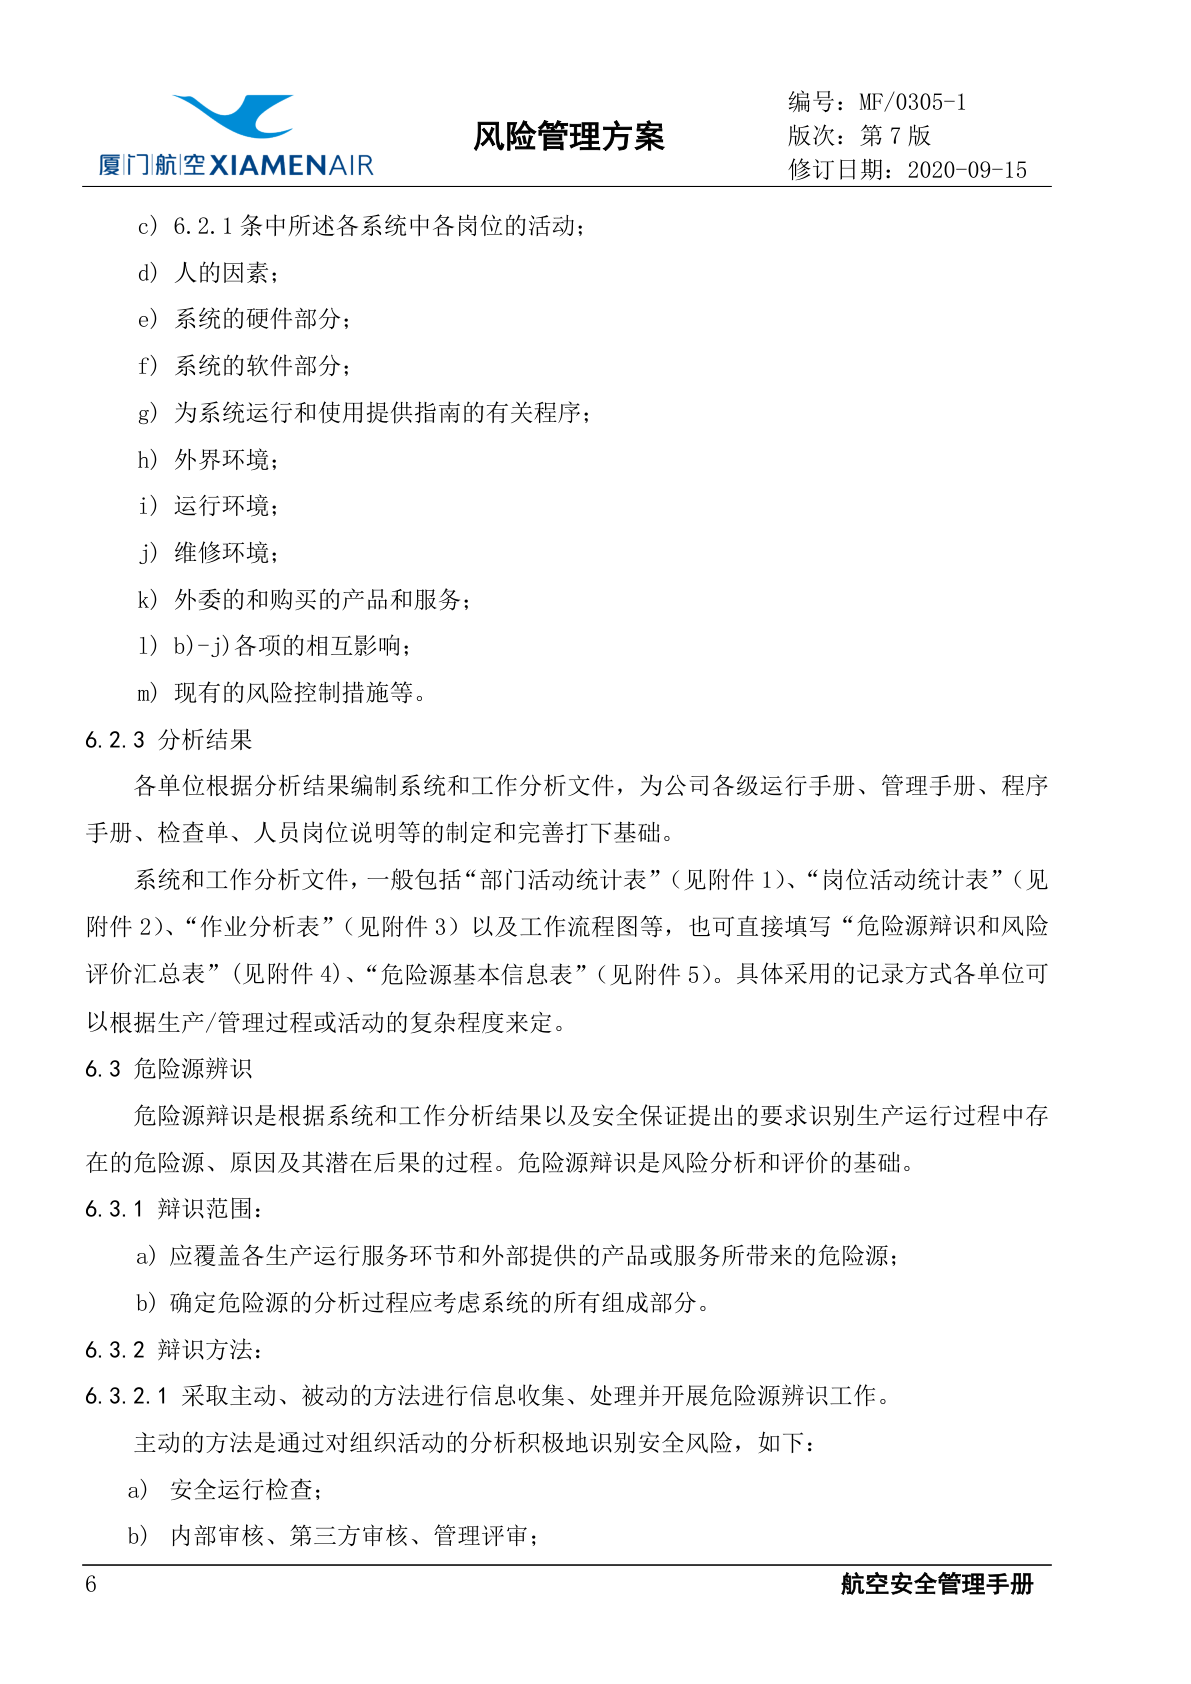 厦门航空 XIAMENAIR
风险管理方案
编号：MF/0305-1
版次：第 7 版
修订日期：2020-09-15
c) 6.2.1 条中所述各系统中各岗位的活动；
d) 人的因素；
e) 系统的硬件部分；
f) 系统的软件部分；
g) 为系统运行和使用提供指南的有关程序；
h) 外界环境；
i) 运行环境；
j) 维修环境；
k) 外委的和购买的产品和服务；
l) b)-j)各项的相互影响；
m) 现有的风险控制措施等。
6.2.3 分析结果
各单位根据分析结果编制系统和工作分析文件，为公司各级运行手册、管理手册、程序
手册、检查单、人员岗位说明等的制定和完善打下基础。
系统和工作分析文件，一般包括“部门活动统计表”（见附件 1）、“岗位活动统计表”（见
附件 2）、“作业分析表”（见附件 3）以及工作流程图等，也可直接填写“危险源辩识和风险
评价汇总表”（见附件 4）、“危险源基本信息表”（见附件 5）。具体采用的记录方式各单位可
以根据生产/管理过程或活动的复杂程度来定。
6.3 危险源辨识
危险源辩识是根据系统和工作分析结果以及安全保证提出的要求识别生产运行过程中存
在的危险源、原因及其潜在后果的过程。危险源辩识是风险分析和评价的基础。
6.3.1 辩识范围：
a) 应覆盖各生产运行服务环节和外部提供的产品或服务所带来的危险源；
b) 确定危险源的分析过程应考虑系统的所有组成部分。
6.3.2 辩识方法：
6.3.2.1 采取主动、被动的方法进行信息收集、处理并开展危险源辨识工作。
主动的方法是通过对组织活动的分析积极地识别安全风险，如下：
a) 安全运行检查；
b) 内部审核、第三方审核、管理评审；
6
航空安全管理手册